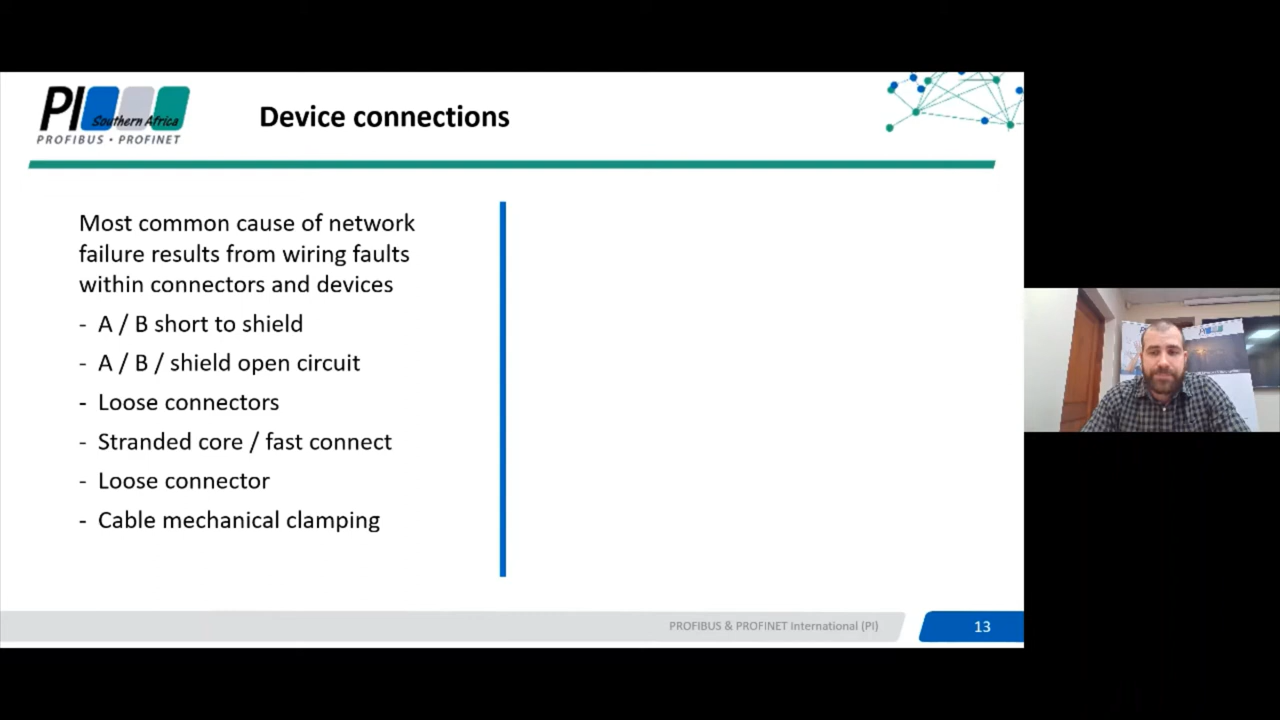 PI
Southern Africa
PROFIBUS • PROFINET
Device connections
Most common cause of network
failure results from wiring faults
within connectors and devices
- A / B short to shield
- A / B / shield open circuit
- Loose connectors
- Stranded core / fast connect
- Loose connector
- Cable mechanical clamping
PROFIBUS & PROFINET International (PI)
13